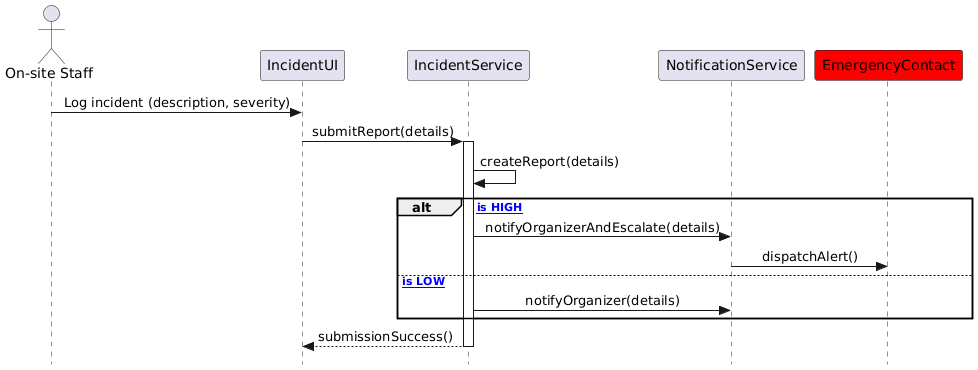 On-site Staff
IncidentUI
IncidentService
NotificationService
EmergencyContact
Log incident (description, severity)
submitReport(details)
createReport(details)
alt
is HIGH
notifyOrganizerAndEscalate(details)
dispatchAlert()
is LOW
notifyOrganizer(details)
submissionSuccess()